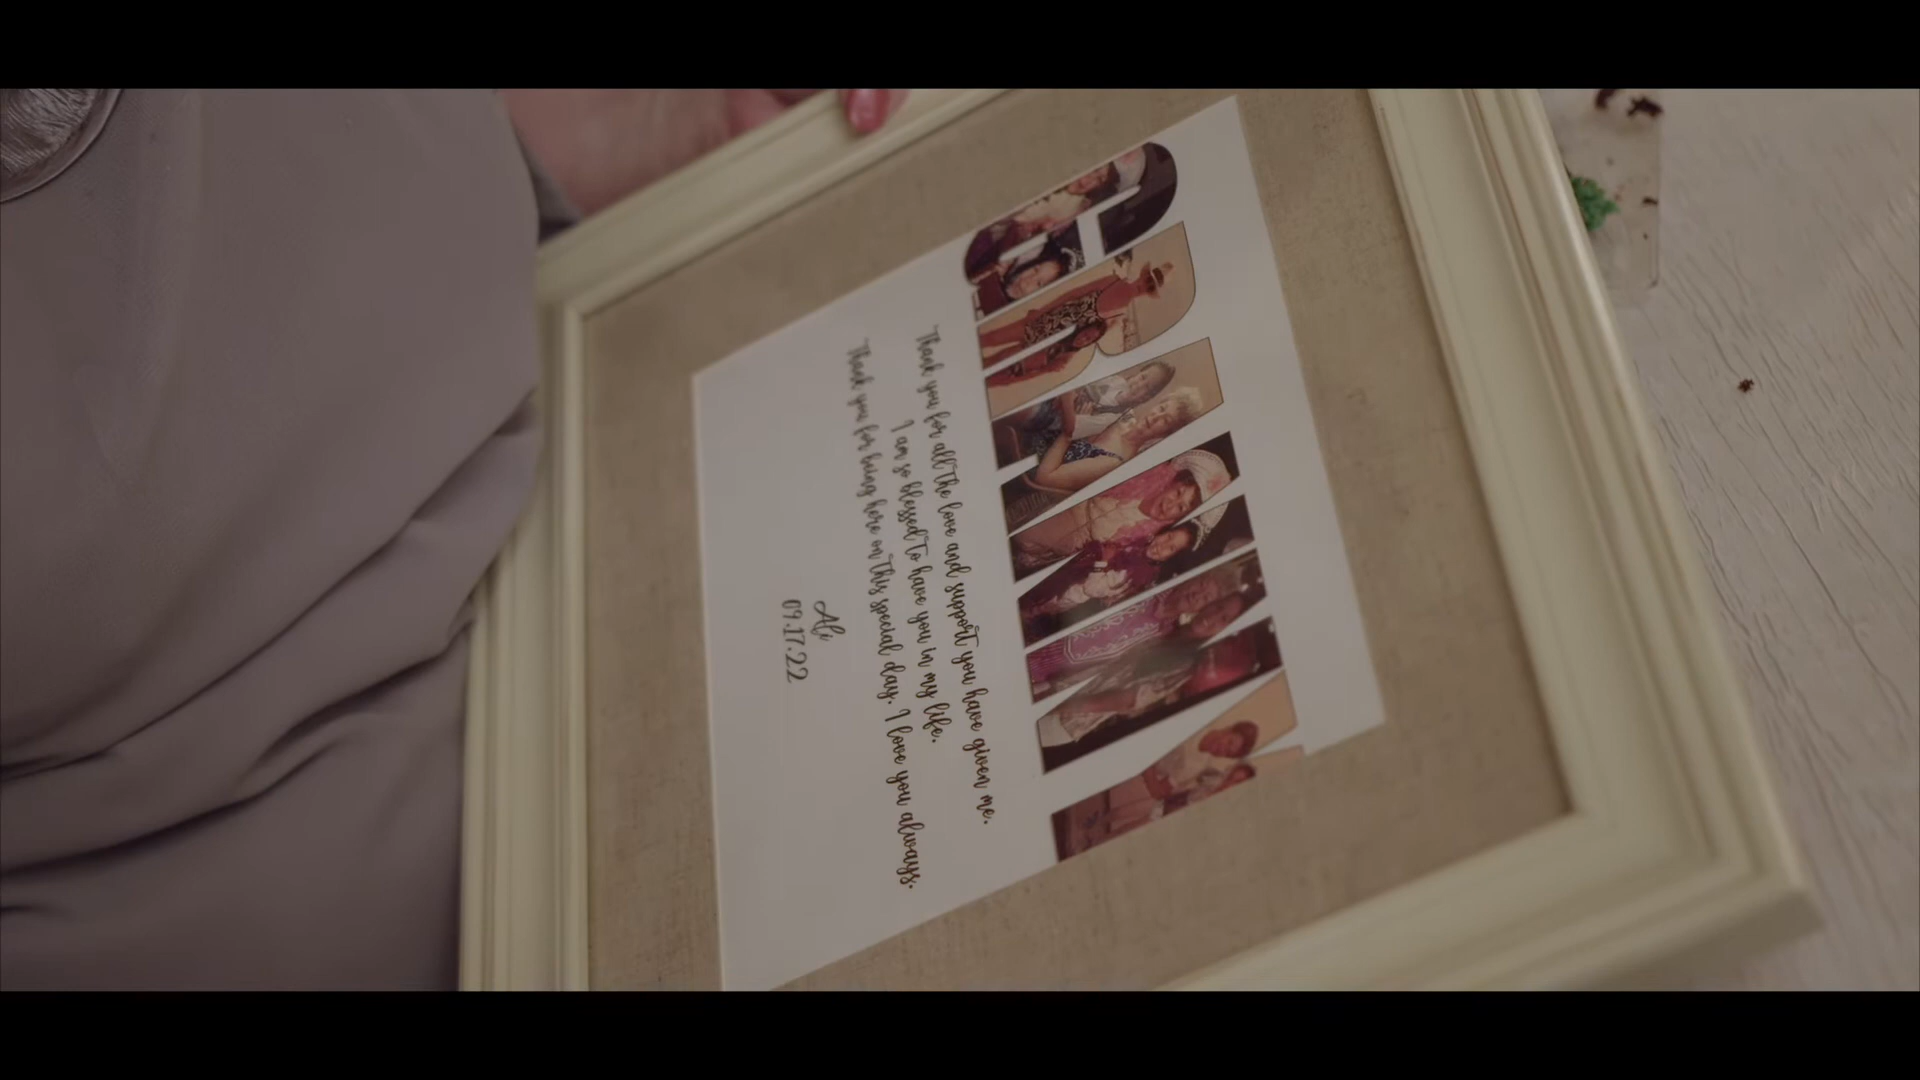 GRAMMY
Thank you for all the love and support you have given me.
I am so blessed to have you in my life.
Thank you for being here on this special day. I love you always.
Ali
09.17.22